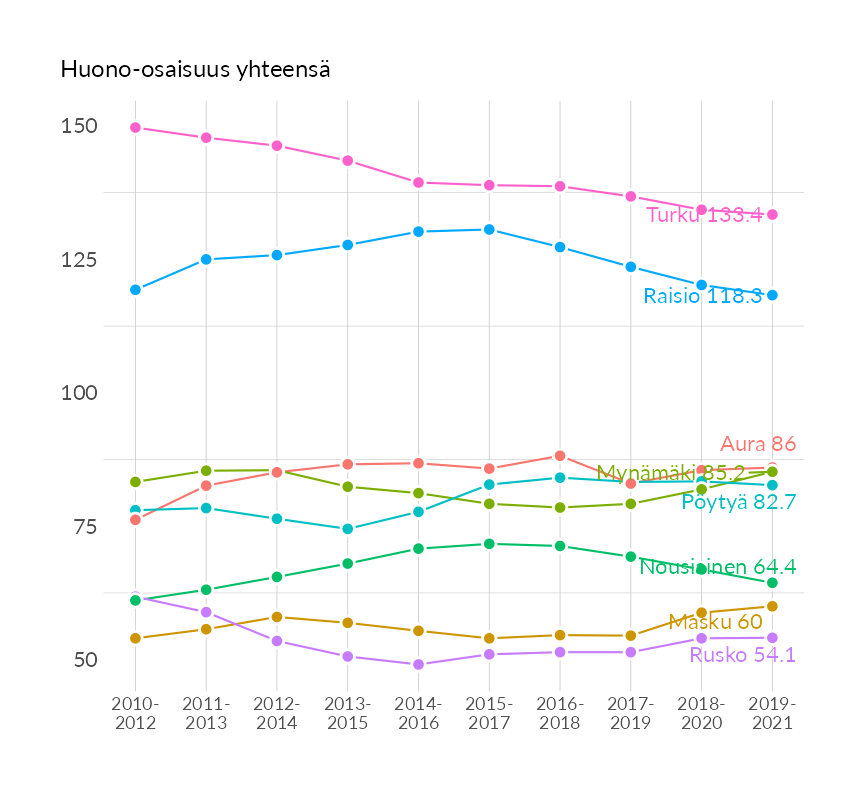 Huono-osaisuus yhteensä
150
125
100
75
50
Turku 133.4
Raisio 118.3
Aura 86
Mynämäki 85.2
Pöytyä 82.7
Nousiainen 64.4
Masku 60
Rusko 54.1
2010- 2011- 2012- 2013- 2014- 2015- 2016- 2017- 2018- 2019-
2012 2013 2014 2015 2016 2017 2018 2019 2020 2021